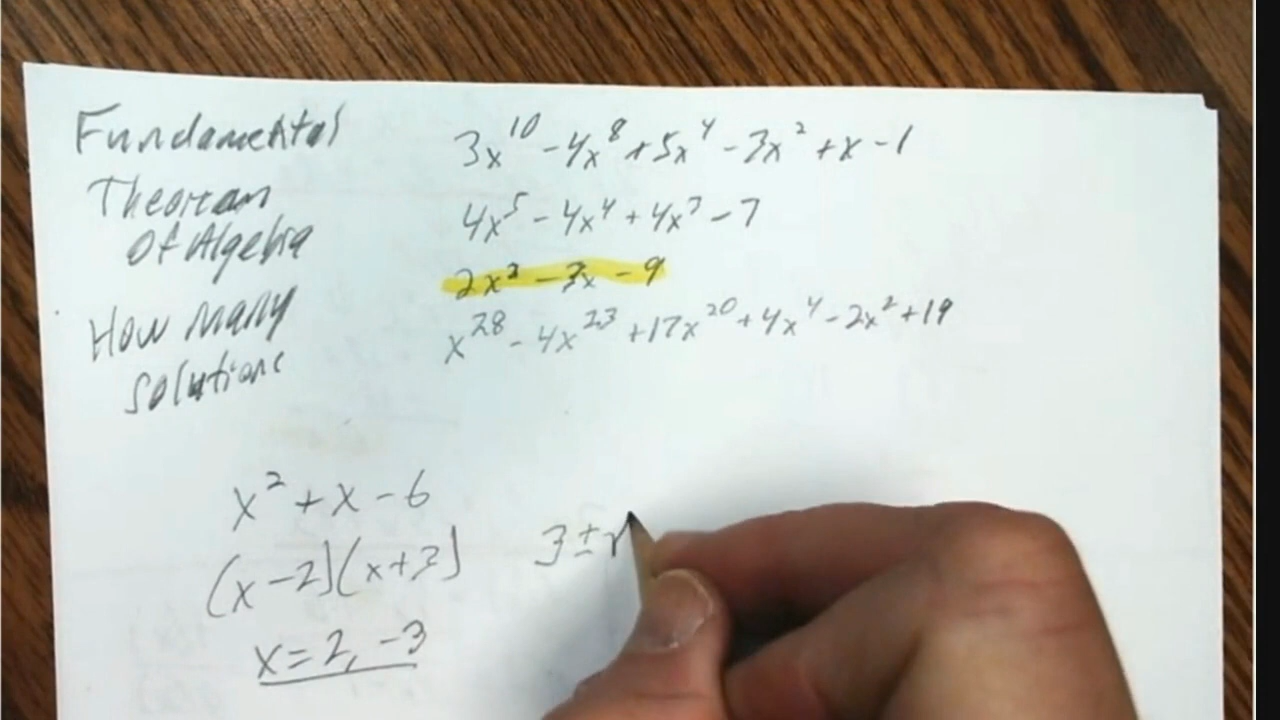 Fundamental
Theorem
Of Algebra
How many
solutions
3x^10 - 4x^8 + 5x^4 - 3x^2 + x - 1
4x^5 - 4x^4 + 4x^3 - 7
2x^2 - 3x - 9
x^28 - 4x^23 + 17x^20 + 4x^4 - 2x^2 + 19
x^2 + x - 6
(x-2)(x+3)
x = 2, -3
3 ±